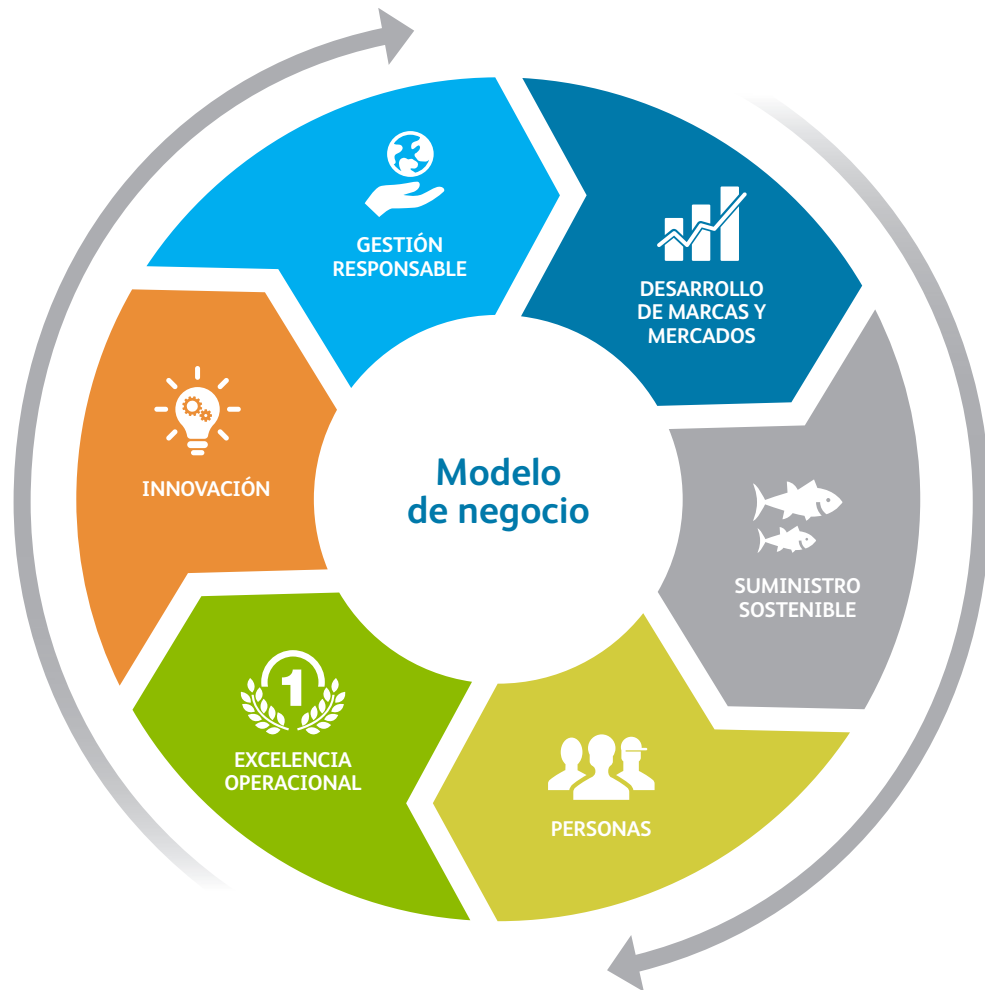 GESTIÓN
RESPONSABLE
DESARROLLO
DE MARCAS Y
MERCADOS
INNOVACIÓN
Modelo
de negocio
SUMINISTRO
SOSTENIBLE
1
EXCELENCIA
OPERACIONAL
PERSONAS